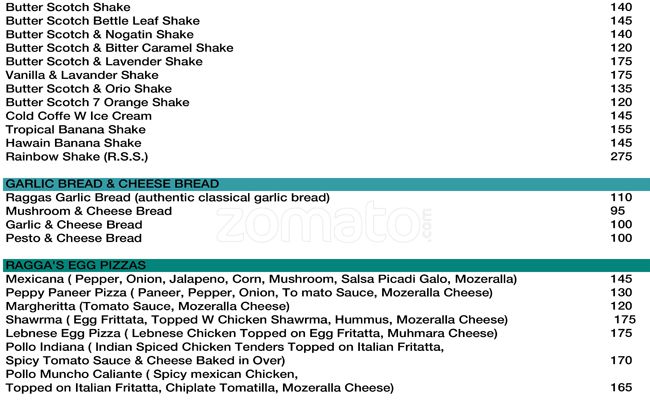 Butter Scotch Shake 140
Butter Scotch Bettle Leaf Shake 145
Butter Scotch & Nogatin Shake 140
Butter Scotch & Bitter Caramel Shake 120
Butter Scotch & Lavender Shake 175
Vanilla & Lavander Shake 175
Butter Scotch & Orio Shake 135
Butter Scotch 7 Orange Shake 120
Cold Coffe W Ice Cream 145
Tropical Banana Shake 155
Hawain Banana Shake 145
Rainbow Shake (R.S.S.) 275
GARLIC BREAD & CHEESE BREAD
Raggas Garlic Bread (authentic classical garlic bread) 110
Mushroom & Cheese Bread 95
Garlic & Cheese Bread 100
Pesto & Cheese Bread 100
zomato.com
RAGGA'S EGG PIZZAS
Mexicana ( Pepper, Onion, Jalapeno, Corn, Mushroom, Salsa Picadi Galo, Mozeralla) 145
Peppy Paneer Pizza ( Paneer, Pepper, Onion, To mato Sauce, Mozeralla Cheese) 130
Margheritta (Tomato Sauce, Mozeralla Cheese) 120
Shawrma ( Egg Frittata, Topped W Chicken Shawrma, Hummus, Mozeralla Cheese) 175
Lebnese Egg Pizza ( Lebnese Chicken Topped on Egg Fritatta, Muhmara Cheese) 175
Pollo Indiana ( Indian Spiced Chicken Tenders Topped on Italian Fritatta,
Spicy Tomato Sauce & Cheese Baked in Over) 170
Pollo Muncho Caliante ( Spicy mexican Chicken,
Topped on Italian Fritatta, Chiplate Tomatilla, Mozeralla Cheese) 165